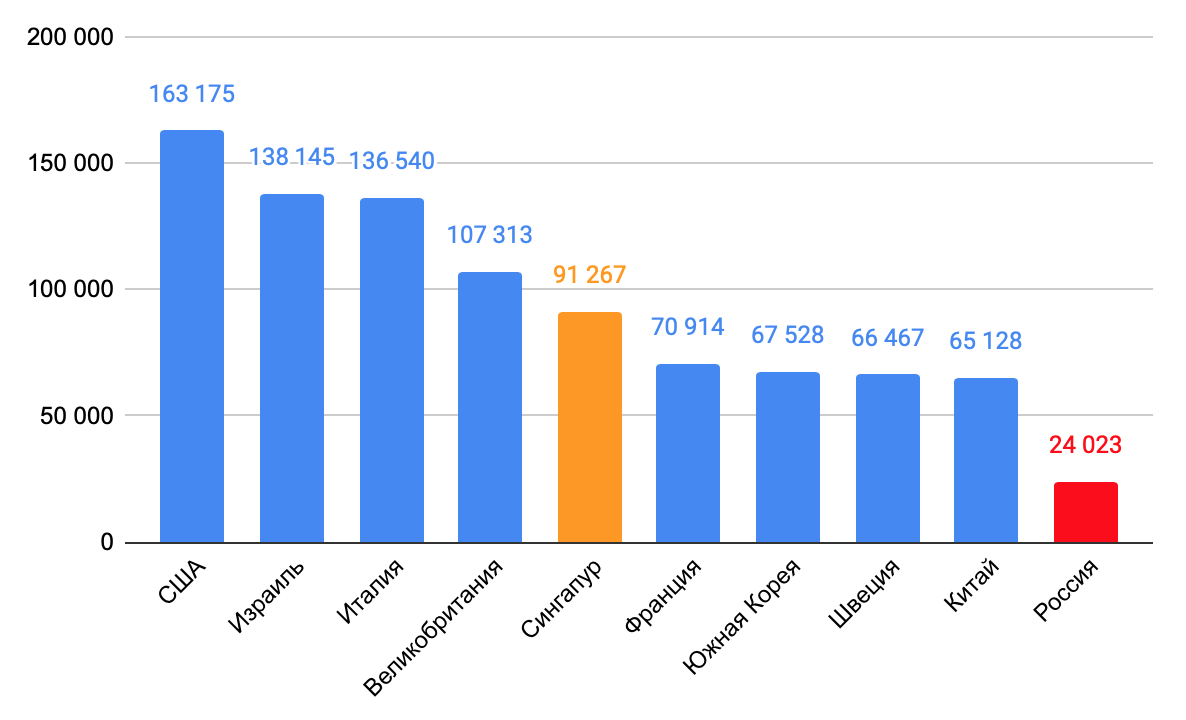 200 000
150 000
100 000
50 000
0
163 175
138 145
136 540
107 313
91 267
70 914
67 528
66 467
65 128
24 023
США
Израиль
Италия
Великобритания
Сингапур
Франция
Южная Корея
Швеция
Китай
Россия